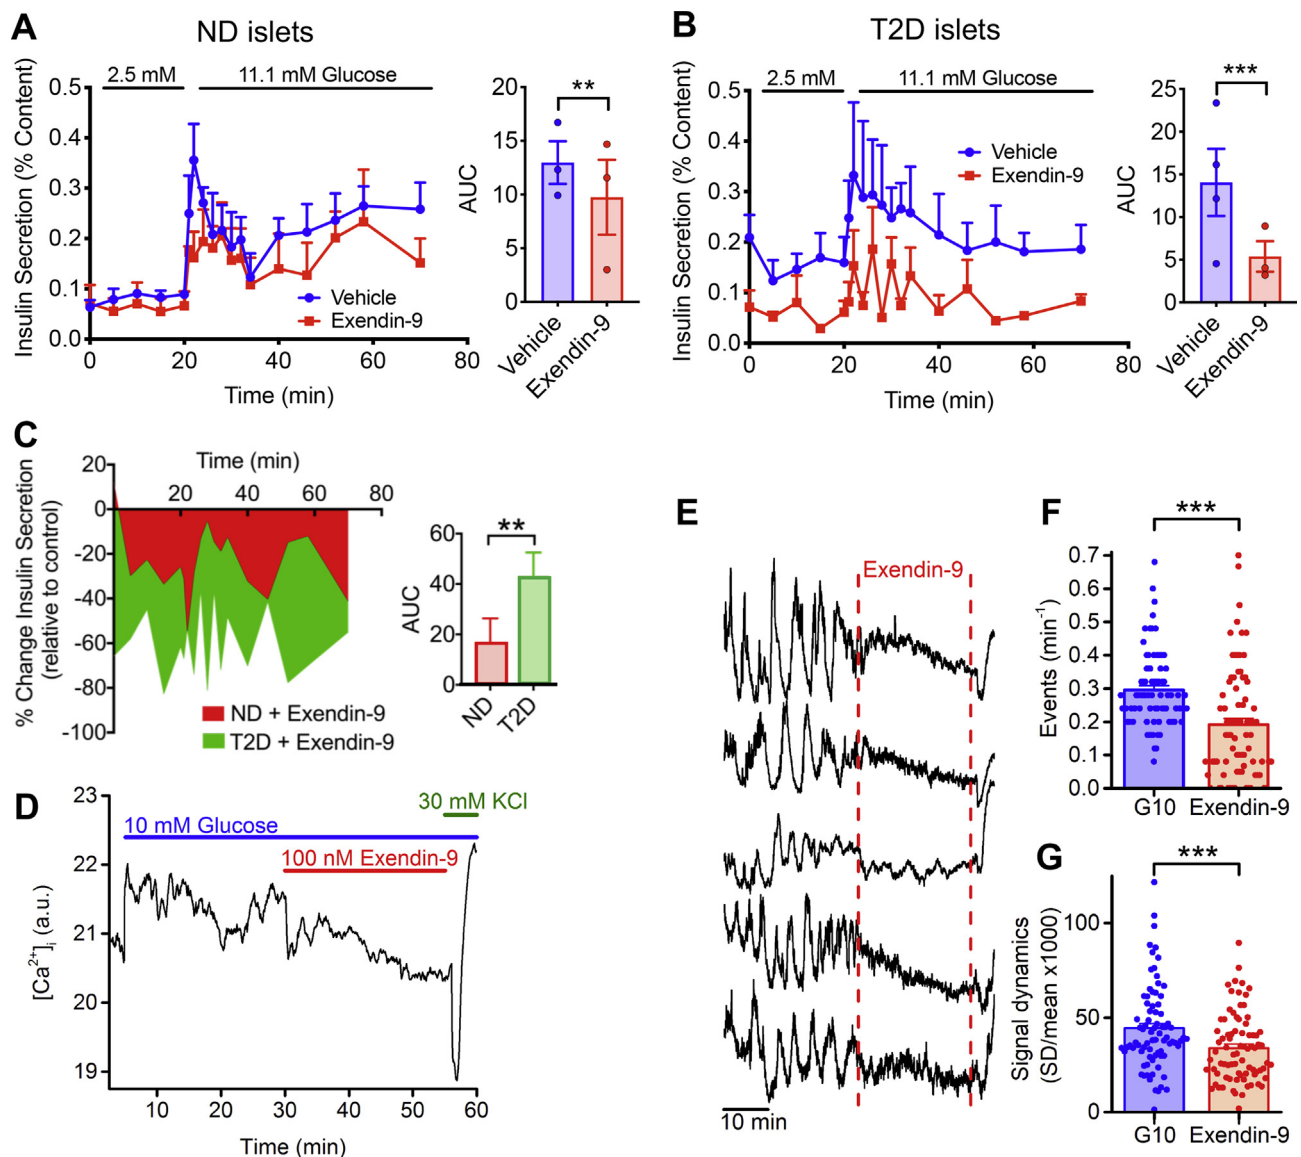 A
ND islets
2.5 mM
11.1 mM Glucose
Insulin Secretion (% Content)
0.5
0.4
0.3
0.2
0.1
0.0
Vehicle
Exendin-9
0
20
40
60
80
Time (min)
20
15
10
5
0
AUC
**
Vehicle
Exendin-9
B
T2D islets
2.5 mM
11.1 mM Glucose
Insulin Secretion (% Content)
0.5
0.4
0.3
0.2
0.1
0.0
Vehicle
Exendin-9
0
20
40
60
80
Time (min)
25
20
15
10
5
0
AUC
***
Vehicle
Exendin-9
C
Time (min)
20
40
60
80
% Change Insulin Secretion
(relative to control)
20
0
-20
-40
-60
-80
-100
ND + Exendin-9
T2D + Exendin-9
60
40
20
0
AUC
**
ND
T2D
D
23
22
21
20
19
[Ca2+]i (a.u.)
30 mM KCl
10 mM Glucose
100 nM Exendin-9
10
20
30
40
50
60
Time (min)
E
Exendin-9
10 min
F
***
Events (min-1)
0.7
0.6
0.5
0.4
0.3
0.2
0.1
0.0
G10
Exendin-9
G
***
Signal dynamics
(SD/mean x1000)
100
50
0
G10
Exendin-9